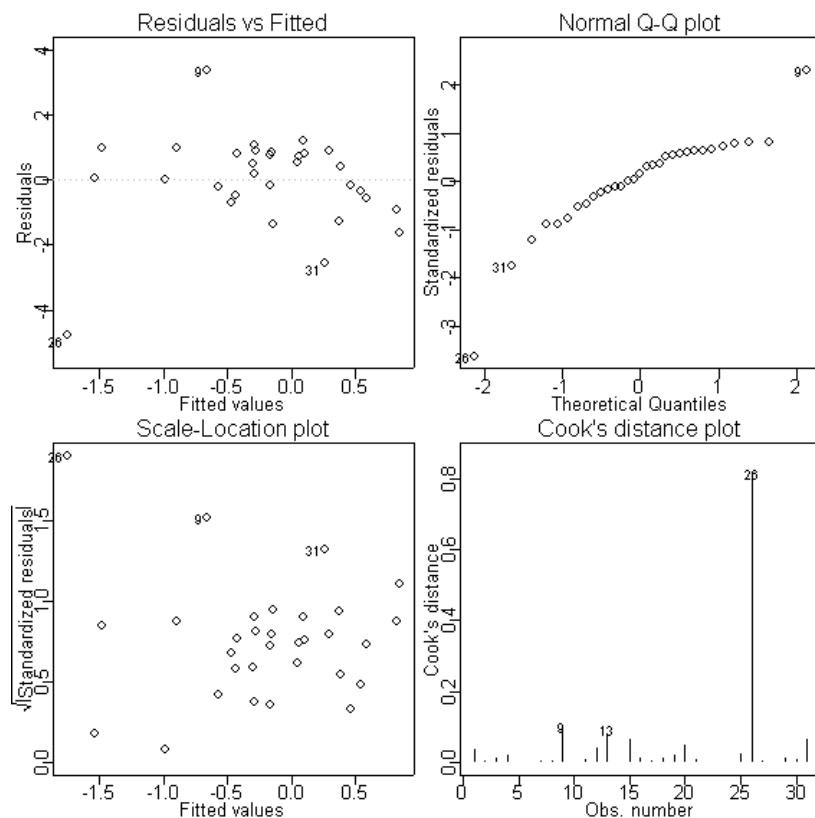 Residuals vs Fitted
Residuals
-4 -2 0 2 4
9
31
26
-1.5 -1.0 -0.5 0.0 0.5
Fitted values
Normal Q-Q plot
Standardized residuals
-3 -2 -1 0 1 2
9
31
26
-2 -1 0 1 2
Theoretical Quantiles
Scale-Location plot
√|Standardized residuals|
0.0 0.5 1.0 1.5
26
9
31
-1.5 -1.0 -0.5 0.0 0.5
Fitted values
Cook's distance plot
Cook's distance
0.0 0.2 0.4 0.6 0.8
26
9
13
0 5 10 15 20 25 30
Obs. number